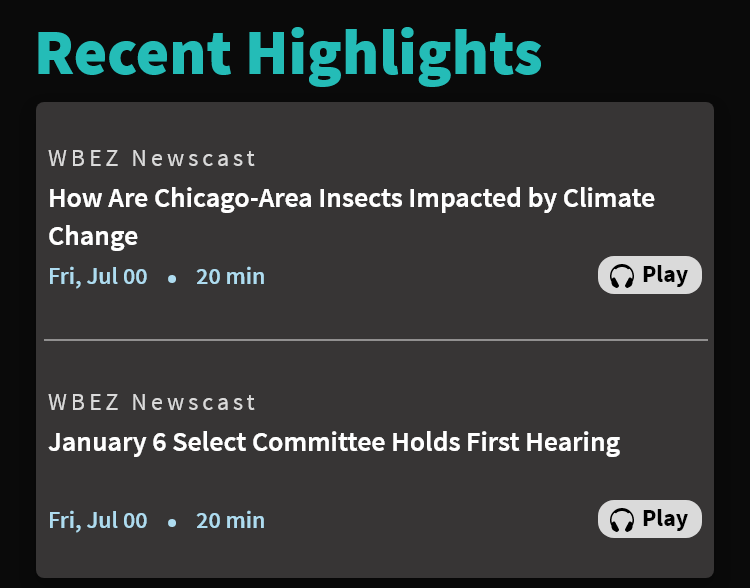 Recent Highlights
WBEZ Newscast
How Are Chicago-Area Insects Impacted by Climate
Change
Fri, Jul 00 • 20 min
Play
WBEZ Newscast
January 6 Select Committee Holds First Hearing
Fri, Jul 00 • 20 min
Play